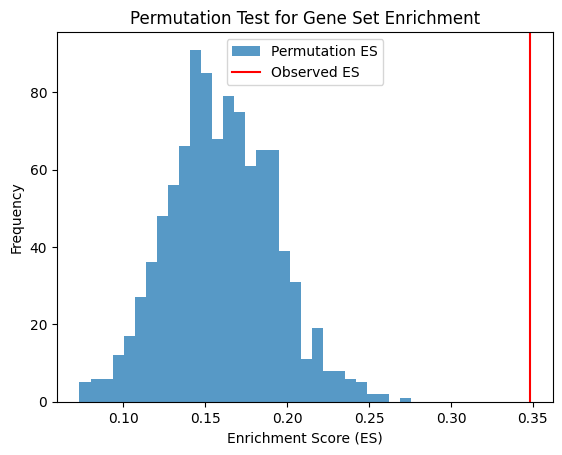 Permutation Test for Gene Set Enrichment
Permutation ES
Observed ES
Frequency
80
60
40
20
0
0.10 0.15 0.20 0.25 0.30 0.35
Enrichment Score (ES)